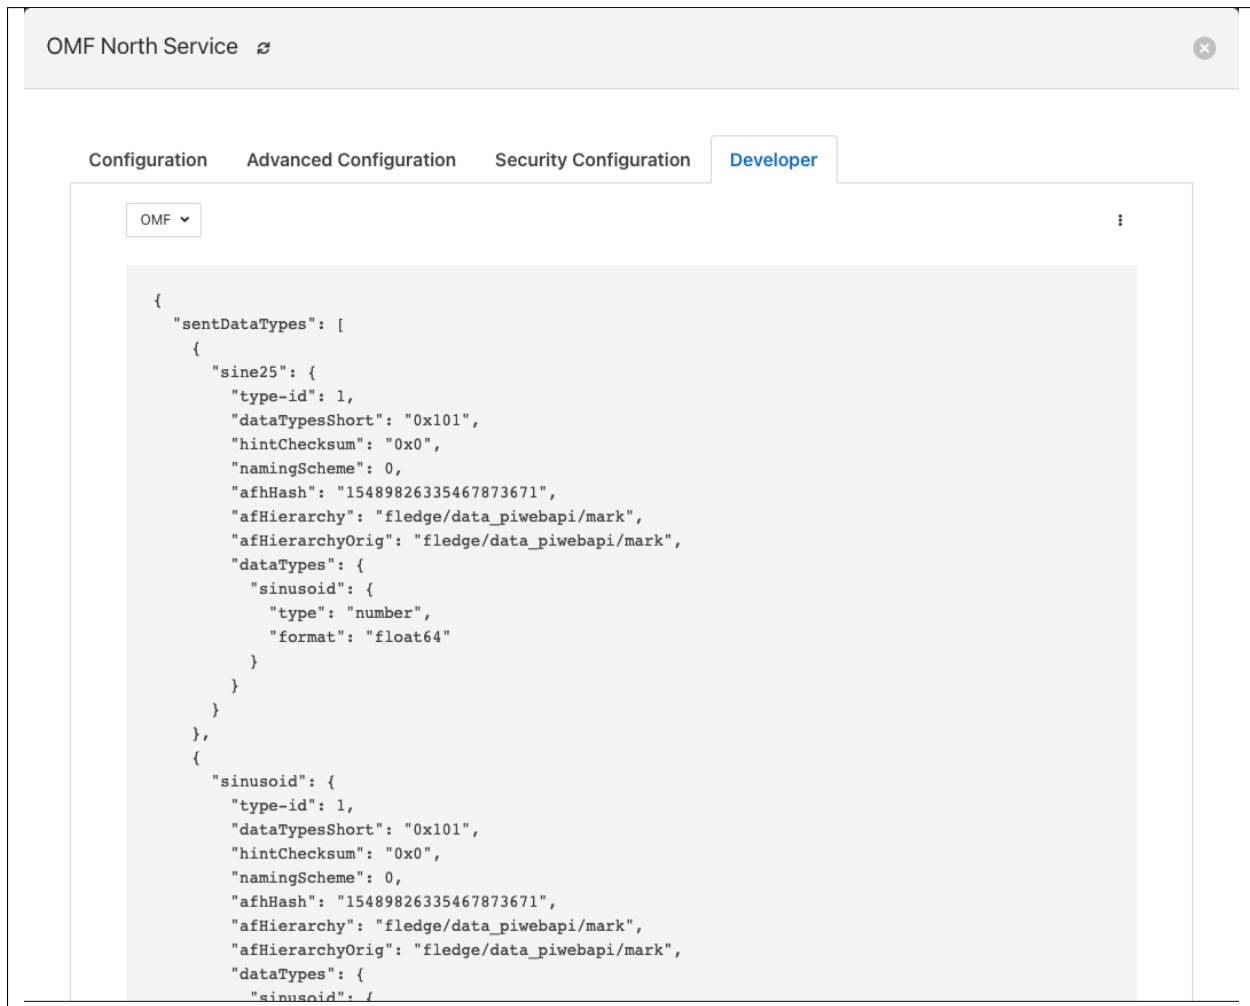 OMF North Service
Configuration Advanced Configuration Security Configuration Developer
OMF
{
"sentDataTypes": [
{
"sine25": {
"type-id": 1,
"dataTypesShort": "0x101",
"hintChecksum": "0x0",
"namingScheme": 0,
"afhHash": "15489826335467873671",
"afHierarchy": "fledge/data_piwebapi/mark",
"afHierarchyOrig": "fledge/data_piwebapi/mark",
"dataTypes": {
"sinusoid": {
"type": "number",
"format": "float64"
}
}
}
},
{
"sinusoid": {
"type-id": 1,
"dataTypesShort": "0x101",
"hintChecksum": "0x0",
"namingScheme": 0,
"afhHash": "15489826335467873671",
"afHierarchy": "fledge/data_piwebapi/mark",
"afHierarchyOrig": "fledge/data_piwebapi/mark",
"dataTypes": {
"sinusoid": {